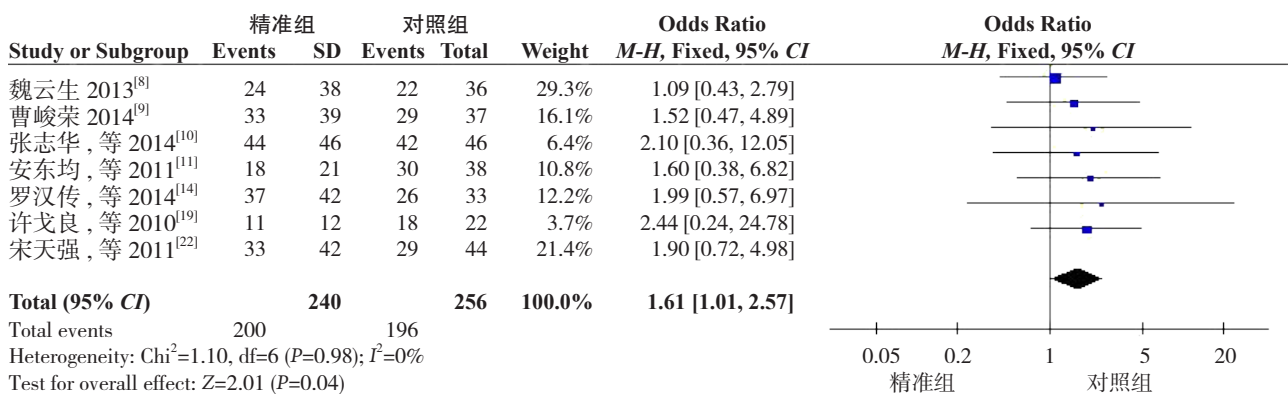 精准组 对照组 Odds Ratio Odds Ratio
Study or Subgroup Events SD Events Total Weight M-H, Fixed, 95% CI M-H, Fixed, 95% CI
魏云生 2013[8] 24 38 22 36 29.3% 1.09 [0.43, 2.79]
曹峻荣 2014[9] 33 39 29 37 16.1% 1.52 [0.47, 4.89]
张志华 , 等 2014[10] 44 46 42 46 6.4% 2.10 [0.36, 12.05]
安东均 , 等 2011[11] 18 21 30 38 10.8% 1.60 [0.38, 6.82]
罗汉传 , 等 2014[14] 37 42 26 33 12.2% 1.99 [0.57, 6.97]
许戈良 , 等 2010[19] 11 12 18 22 3.7% 2.44 [0.24, 24.78]
宋天强 , 等 2011[22] 33 42 29 44 21.4% 1.90 [0.72, 4.98]
Total (95% CI) 240 256 100.0% 1.61 [1.01, 2.57]
Total events 200 196
Heterogeneity: Chi²=1.10, df=6 (P=0.98); I²=0%
Test for overall effect: Z=2.01 (P=0.04)
0.05 0.2 1 5 20
精准组 对照组